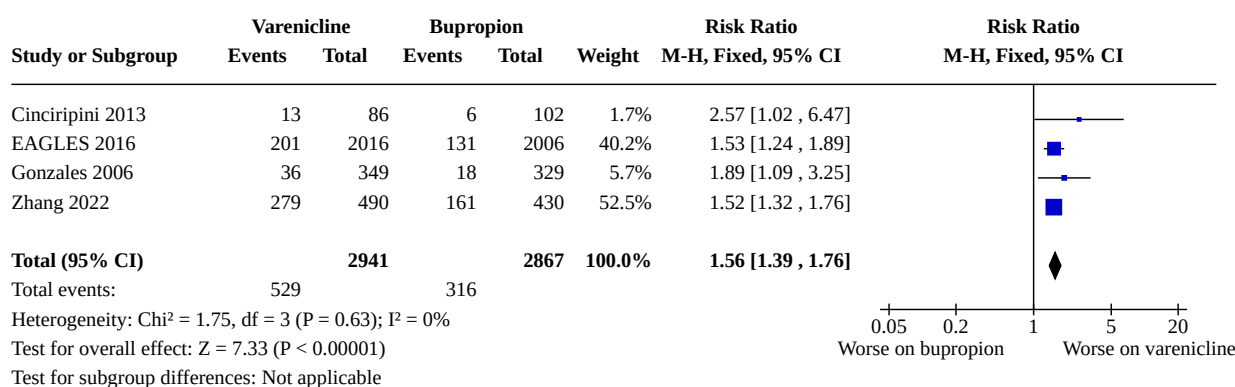 Varenicline Bupropion Risk Ratio Risk Ratio
Study or Subgroup Events Total Events Total Weight M-H, Fixed, 95% CI M-H, Fixed, 95% CI
Cinciripini 2013 13 86 6 102 1.7% 2.57 [1.02 , 6.47]
EAGLES 2016 201 2016 131 2006 40.2% 1.53 [1.24 , 1.89]
Gonzales 2006 36 349 18 329 5.7% 1.89 [1.09 , 3.25]
Zhang 2022 279 490 161 430 52.5% 1.52 [1.32 , 1.76]
Total (95% CI) 2941 2867 100.0% 1.56 [1.39 , 1.76]
Total events: 529 316
Heterogeneity: Chi² = 1.75, df = 3 (P = 0.63); I² = 0%
0.05 0.2 1 5 20
Test for overall effect: Z = 7.33 (P < 0.00001)
Worse on bupropion Worse on varenicline
Test for subgroup differences: Not applicable